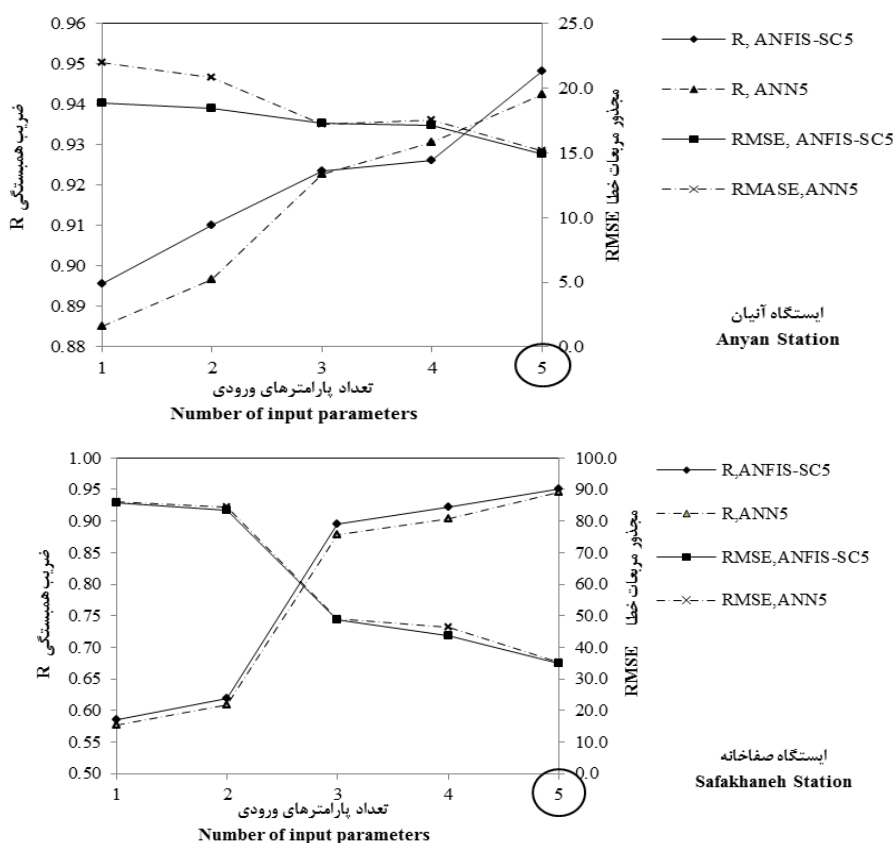 0.96
0.95
0.94
0.93
0.92
0.91
0.90
0.89
0.88
ضریب همبستگی R
25.0
20.0
15.0
10.0
5.0
0.0
مجذور مربعات خطا RMSE
1
2
3
4
5
تعداد پارامترهای ورودی
Number of input parameters
R, ANFIS-SC5
R, ANN5
RMSE, ANFIS-SC5
RMASE,ANN5
ایستگاه آنیان
Anyan Station
1.00
0.95
0.90
0.85
0.80
0.75
0.70
0.65
0.60
0.55
0.50
ضریب همبستگی R
100.0
90.0
80.0
70.0
60.0
50.0
40.0
30.0
20.0
10.0
0.0
مجذور مربعات خطا RMSE
1
2
3
4
5
تعداد پارامترهای ورودی
Number of input parameters
R,ANFIS-SC5
R,ANN5
RMSE,ANFIS-SC5
RMSE,ANN5
ایستگاه صفاخانه
Safakhaneh Station